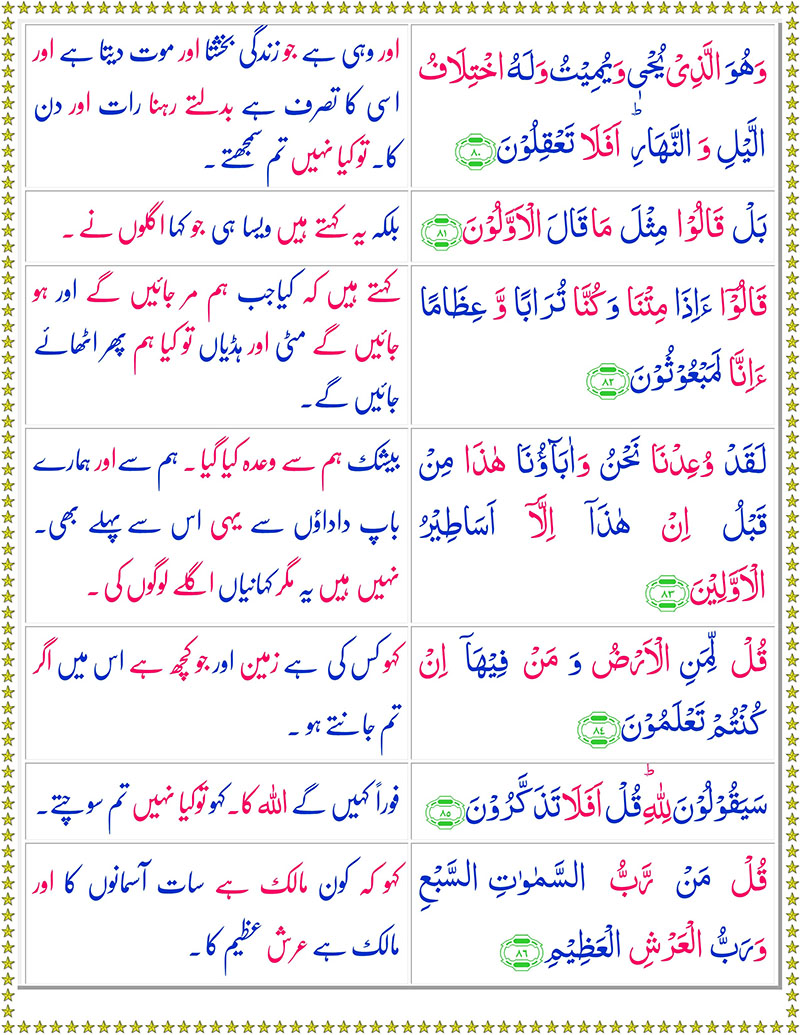 وَهُوَ الَّذِیْ یُحْیٖ وَیُمِیْتُ وَلَهُ اخْتِلَافُ
الَّیْلِ وَ النَّهَارِ ؕ اَفَلَا تَعْقِلُوْنَ ﴿۸۰﴾
اور وہی ہے جو زندگی بخشتا اور موت دیتا ہے اور
اسی کا تصرف ہے بدلتے رہنا رات اور دن
کا۔ تو کیا نہیں تم سمجھتے ۔
بَلْ قَالُوْا مِثْلَ مَا قَالَ الْاَوَّلُوْنَ ﴿۸۱﴾
بلکہ یہ کہتے ہیں ویسا ہی جو کہا اگلوں نے ۔
قَالُوْۤا ءَاِذَا مِتْنَا وَكُنَّا تُرَابًا وَّ عِظَامًا
ءَاِنَّا لَمَبْعُوْثُوْنَ ﴿۸۲﴾
کہتے ہیں کہ کیا جب ہم مر جائیں گے اور ہو
جائیں گے مٹی اور ہڈیاں تو کیا ہم پھر اٹھائے
جائیں گے۔
لَقَدْ وُعِدْنَا نَحْنُ وَاٰبَآؤُنَا هٰذَا مِنْ
قَبْلُ اِنْ هٰذَاۤ اِلَّاۤ اَسَاطِیْرُ
الْاَوَّلِیْنَ ﴿۸۳﴾
بیشک ہم سے وعدہ کیا گیا ۔ ہم سے اور ہمارے
باپ داداؤں سے یہی اس سے پہلے بھی۔
نہیں ہیں یہ مگر کہانیاں اگلے لوگوں کی ۔
قُلْ لِّمَنِ الْاَرْضُ وَ مَنْ فِیْهَاۤ اِنْ
كُنْتُمْ تَعْلَمُوْنَ ﴿۸۴﴾
کہو کس کی ہے زمین اور جو کچھ ہے اس میں اگر
تم جانتے ہو ۔
سَیَقُوْلُوْنَ لِلّٰهِ ؕ قُلْ اَفَلَا تَذَكَّرُوْنَ ﴿۸۵﴾
فوراً کہیں گے اللہ کا۔ کہو تو کیا نہیں تم سوچتے۔
قُلْ مَنْ رَّبُّ السَّمٰوٰتِ السَّبْعِ
وَرَبُّ الْعَرْشِ الْعَظِیْمِ ﴿۸۶﴾
کہو کہ کون مالک ہے سات آسمانوں کا اور
مالک ہے عرش عظیم کا ۔